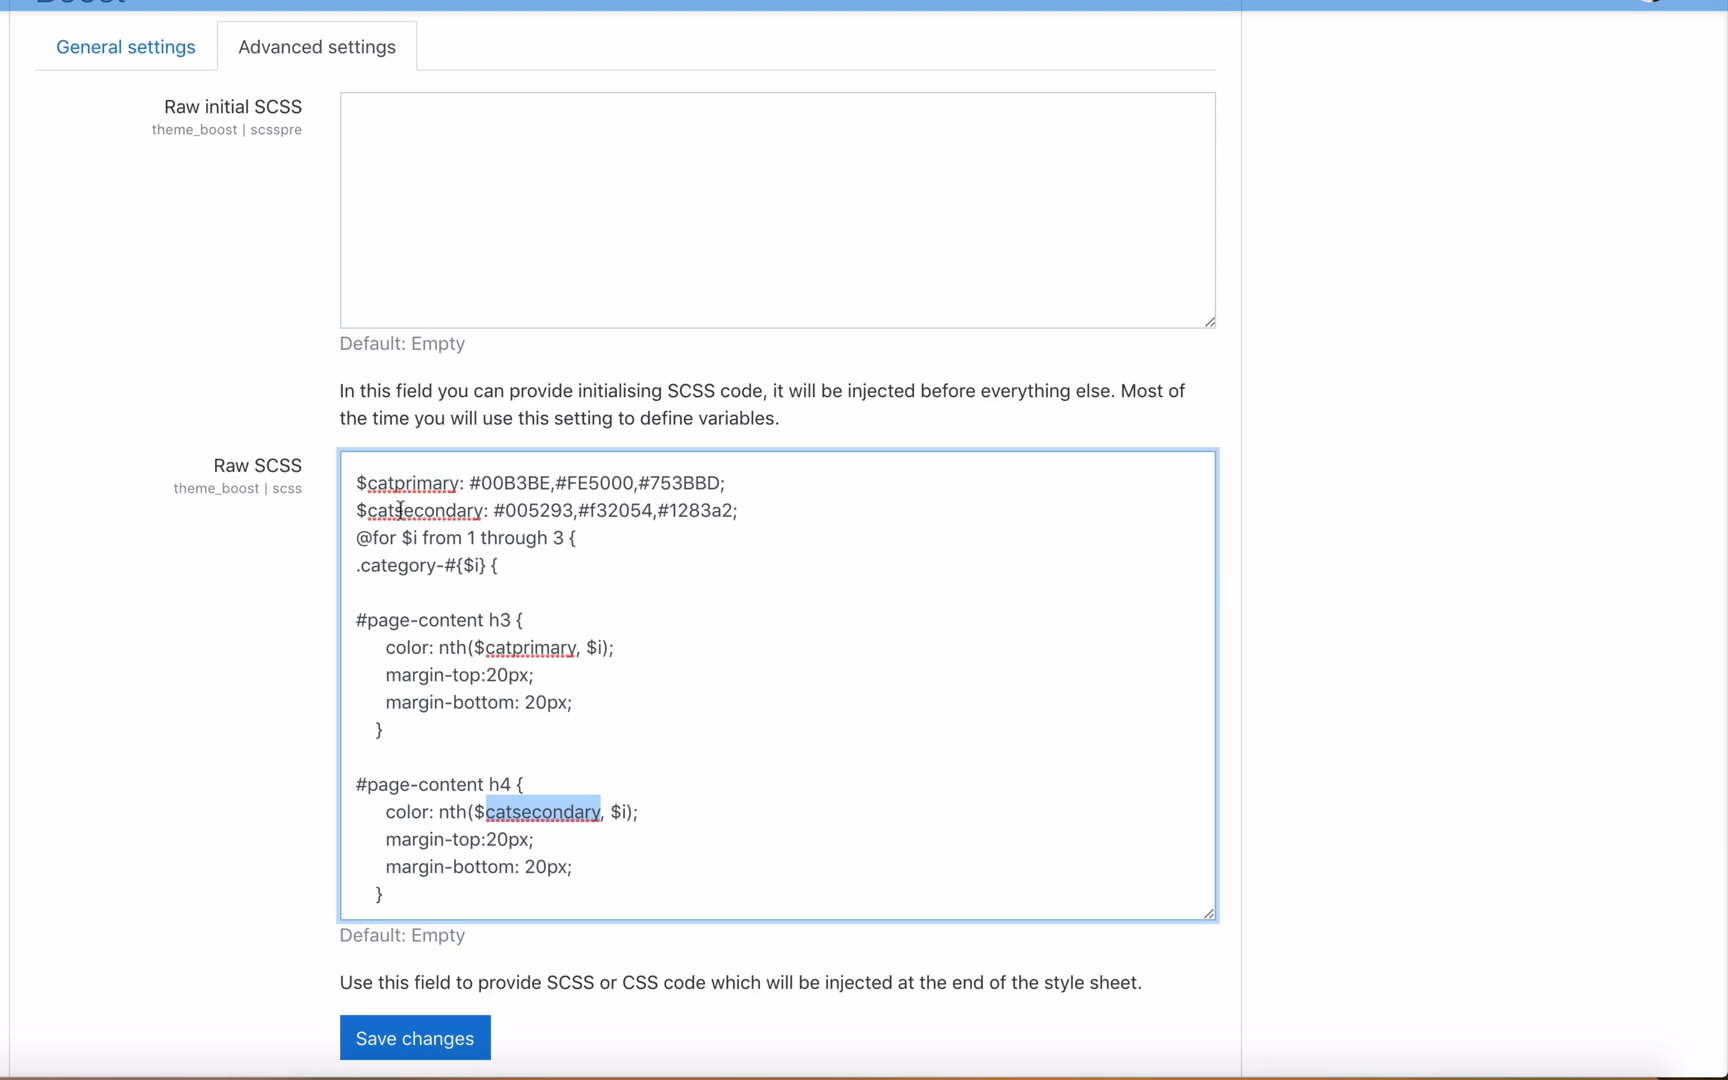 Boost
General settings
Advanced settings
Raw initial SCSS
theme_boost | scsspre
Default: Empty
In this field you can provide initialising SCSS code, it will be injected before everything else. Most of
the time you will use this setting to define variables.
Raw SCSS
theme_boost | scss
$catprimary: #00B3BE,#FE5000,#753BBD;
$catsecondary: #005293,#f32054,#1283a2;
@for $i from 1 through 3 {
.category-#{$i} {
#page-content h3 {
color: nth($catprimary, $i);
margin-top:20px;
margin-bottom: 20px;
}
#page-content h4 {
color: nth($catsecondary, $i);
margin-top:20px;
margin-bottom: 20px;
}
Default: Empty
Use this field to provide SCSS or CSS code which will be injected at the end of the style sheet.
Save changes